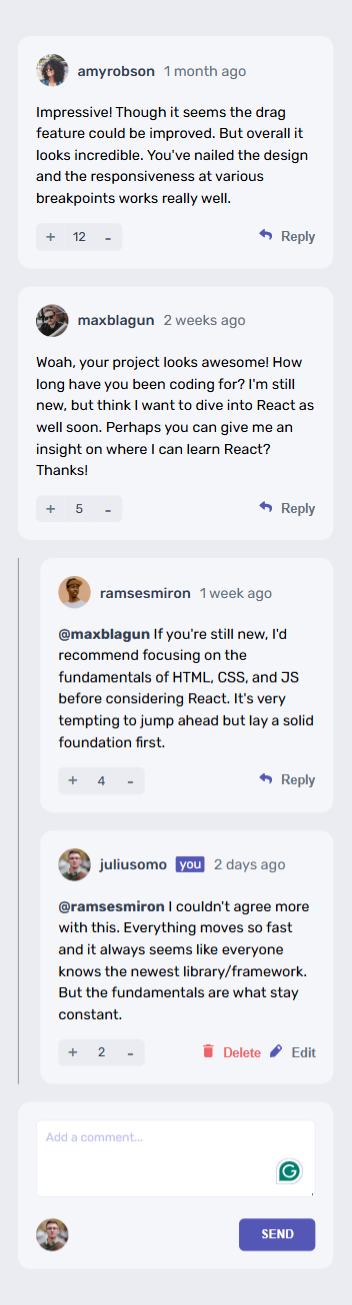 amyrobson 1 month ago
Impressive! Though it seems the drag
feature could be improved. But overall it
looks incredible. You've nailed the design
and the responsiveness at various
breakpoints works really well.
+ 12 - Reply
maxblagun 2 weeks ago
Woah, your project looks awesome! How
long have you been coding for? I'm still
new, but think I want to dive into React as
well soon. Perhaps you can give me an
insight on where I can learn React?
Thanks!
+ 5 - Reply
ramsesmiron 1 week ago
@maxblagun If you're still new, I'd
recommend focusing on the
fundamentals of HTML, CSS, and JS
before considering React. It's very
tempting to jump ahead but lay a solid
foundation first.
+ 4 - Reply
juliusomo you 2 days ago
@ramsesmiron I couldn't agree more
with this. Everything moves so fast
and it always seems like everyone
knows the newest library/framework.
But the fundamentals are what stay
constant.
+ 2 - Delete Edit
Add a comment...
SEND